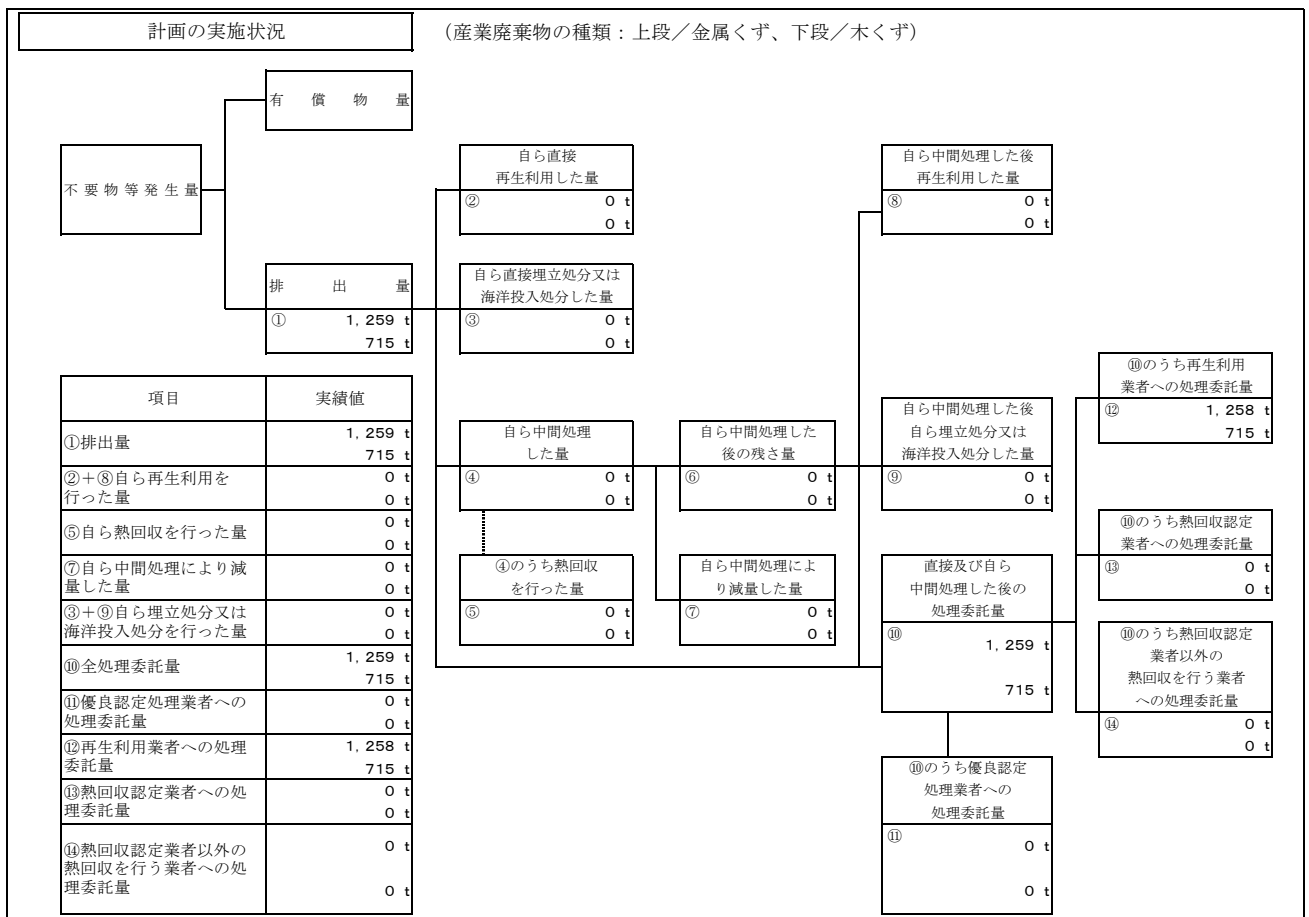 計画の実施状況
（産業廃棄物の種類：上段／金属くず、下段／木くず）
有償物量
不要物等発生量
自ら直接
再生利用した量
② 0 t
0 t
自ら中間処理した後
再生利用した量
⑧ 0 t
0 t
排出量
① 1,259 t
715 t
自ら直接埋立処分又は
海洋投入処分した量
③ 0 t
0 t
項目 実績値
①排出量
1,259 t
715 t
②＋⑧自ら再生利用を
行った量
0 t
0 t
⑤自ら熱回収を行った量
0 t
0 t
⑦自ら中間処理により減
量した量
0 t
0 t
③＋⑨自ら埋立処分又は
海洋投入処分を行った量
0 t
0 t
⑩全処理委託量
1,259 t
715 t
⑪優良認定処理業者への
処理委託量
0 t
0 t
⑫再生利用業者への処理
委託量
1,258 t
715 t
⑬熱回収認定業者への処
理委託量
0 t
0 t
⑭熱回収認定業者以外の
熱回収を行う業者への処
理委託量
0 t
0 t
自ら中間処理
した量
④ 0 t
0 t
④のうち熱回収
を行った量
⑤ 0 t
0 t
自ら中間処理した
後の残さ量
⑥ 0 t
0 t
自ら中間処理によ
り減量した量
⑦ 0 t
0 t
自ら中間処理した後
自ら埋立処分又は
海洋投入処分した量
⑨ 0 t
0 t
直接及び自ら
中間処理した後の
処理委託量
⑩ 1,259 t
715 t
⑩のうち優良認定
処理業者への
処理委託量
⑪ 0 t
0 t
⑩のうち再生利用
業者への処理委託量
⑫ 1,258 t
715 t
⑩のうち熱回収認定
業者への処理委託量
⑬ 0 t
0 t
⑩のうち熱回収認定
業者以外の
熱回収を行う業者
への処理委託量
⑭ 0 t
0 t